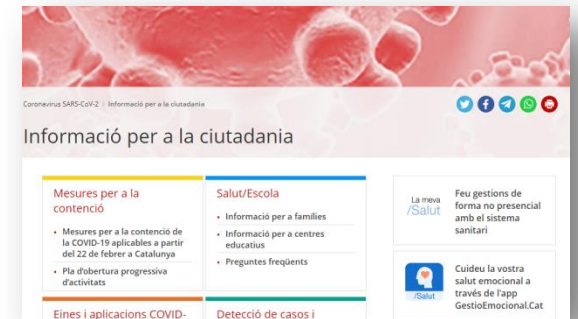 Coronavirus SARS-CoV-2 Informació per a la ciutadania
Informació per a la ciutadania
Mesures per a la
contenció
• Mesures per a la contenció de
la COVID-19 aplicables a partir
del 22 de febrer a Catalunya
• Pla d'obertura progressiva
d'activitats
Salut/Escola
• Informació per a famílies
• Informació per a centres
educatius
• Preguntes freqüents
La meva
/Salut
Feu gestions de
forma no presencial
amb el sistema
sanitari
/Salut
Cuideu la vostra
salut emocional a
través de l'app
GestioEmocional.Cat
Eines i aplicacions COVID-
Detecció de casos i